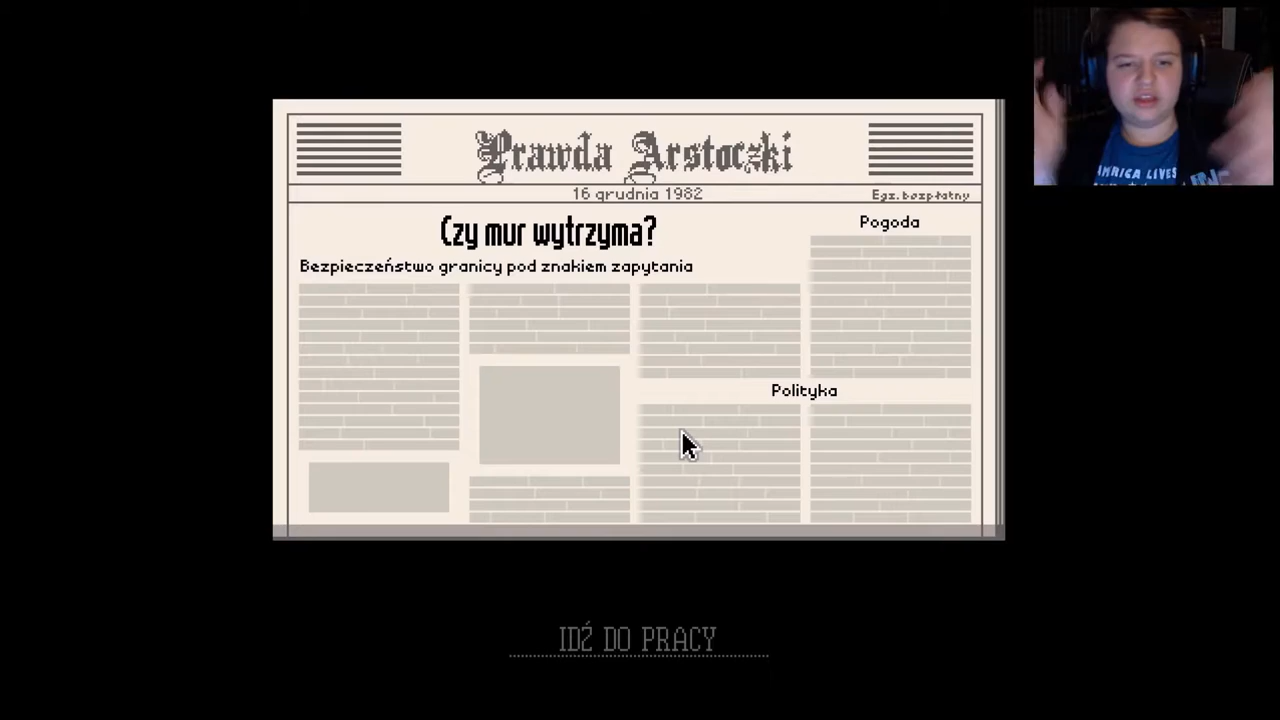 Prawda Arstoczki
16 grudnia 1982
Egz. bezpłatny
Czy mur wytrzyma?
Bezpieczeństwo granicy pod znakiem zapytania
Pogoda
Polityka
IDŹ DO PRACY
LIVES